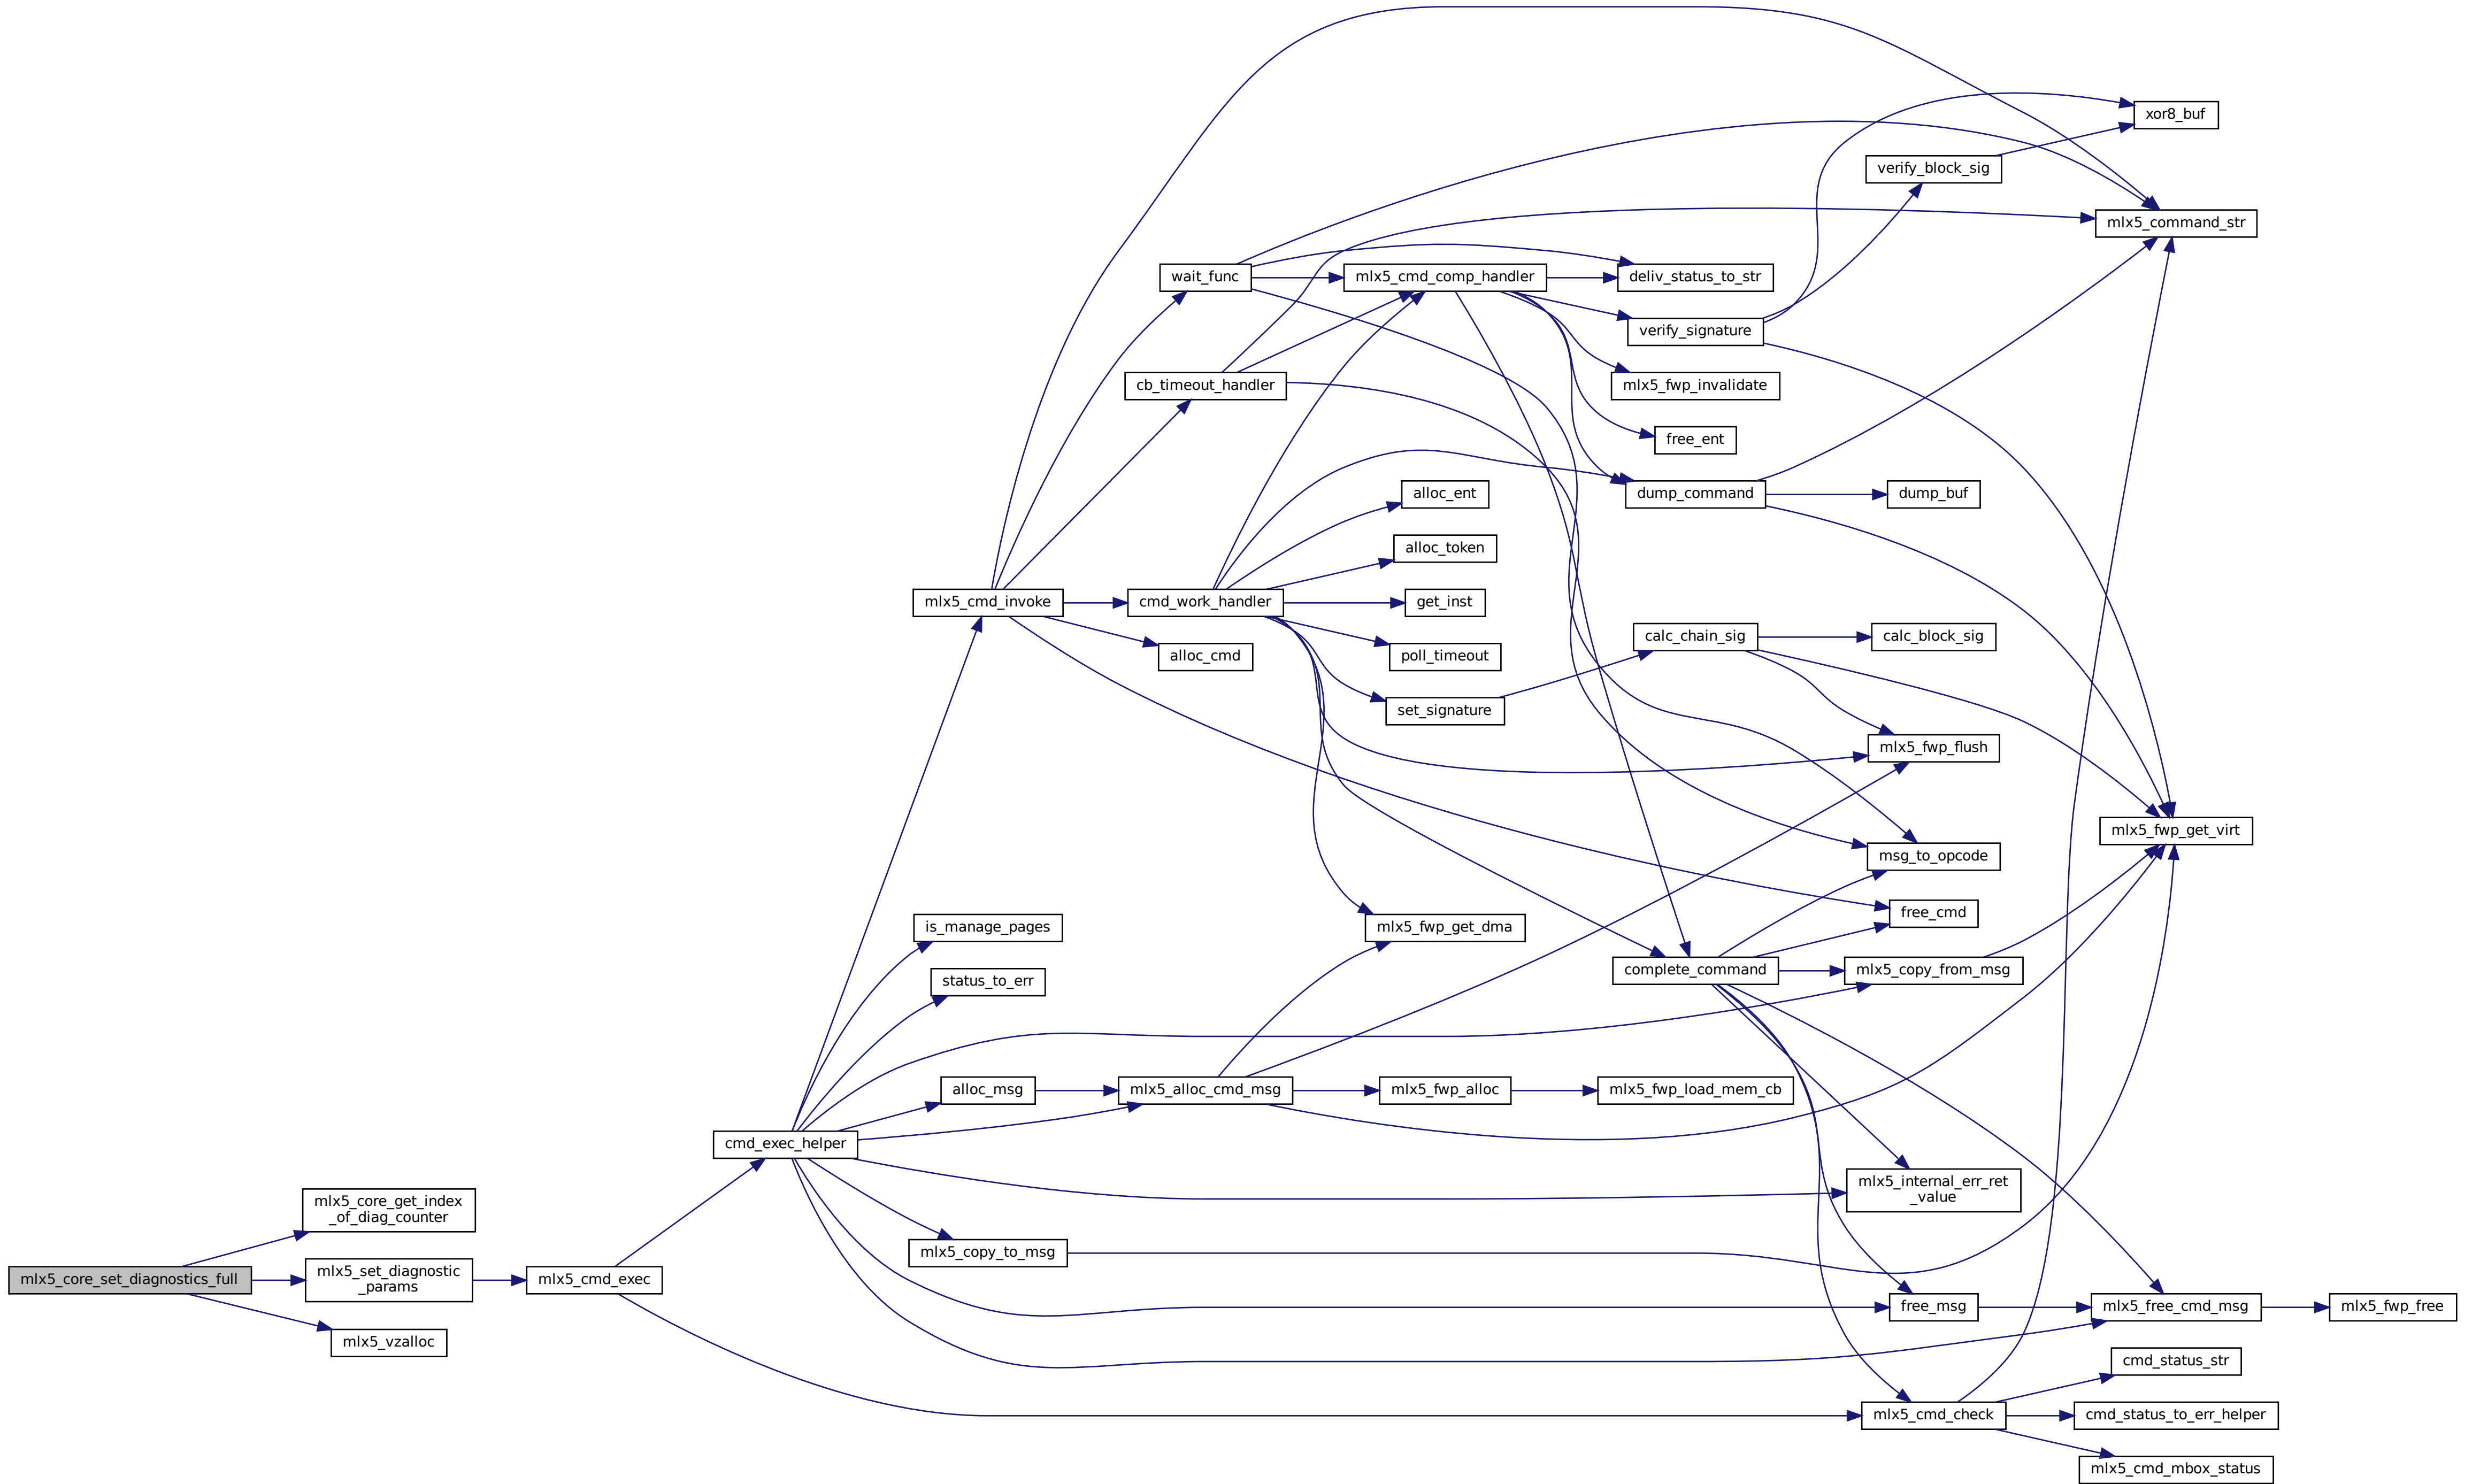 xor8_buf
verify_block_sig
mlx5_command_str
wait_func
mlx5_cmd_comp_handler
deliv_status_to_str
verify_signature
cb_timeout_handler
mlx5_fwp_invalidate
free_ent
alloc_ent
dump_command
dump_buf
alloc_token
mlx5_cmd_invoke
cmd_work_handler
get_inst
calc_chain_sig
calc_block_sig
alloc_cmd
poll_timeout
set_signature
mlx5_fwp_flush
mlx5_fwp_get_virt
msg_to_opcode
is_manage_pages
mlx5_fwp_get_dma
free_cmd
status_to_err
complete_command
mlx5_copy_from_msg
alloc_msg
mlx5_alloc_cmd_msg
mlx5_fwp_alloc
mlx5_fwp_load_mem_cb
cmd_exec_helper
mlx5_core_get_index
_of_diag_counter
mlx5_internal_err_ret
_value
mlx5_copy_to_msg
mlx5_core_set_diagnostics_full
mlx5_set_diagnostic
_params
mlx5_cmd_exec
free_msg
mlx5_free_cmd_msg
mlx5_fwp_free
mlx5_vzalloc
cmd_status_str
mlx5_cmd_check
cmd_status_to_err_helper
mlx5_cmd_mbox_status